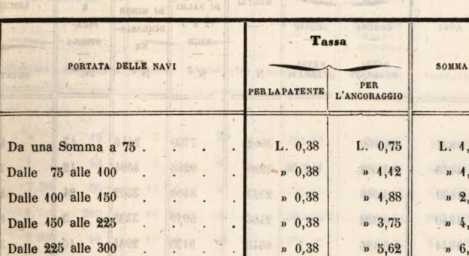 PORTATA DELLE NAVI
Tassa
PER LA PATENTE
PER L'ANCORAGGIO
SOMMA
Da una Somma a 75 . . . . L. 0,38 L. 0,75 L. 1,
Dalle 75 alle 100 . . . . » 0,38 » 1,12 » 1,
Dalle 100 alle 150 . . . . » 0,38 » 1,88 » 2,
Dalle 150 alle 225 . . . . » 0,38 » 3,75 » 4,
Dalle 225 alle 300 . . . . » 0,38 » 5,62 » 6,